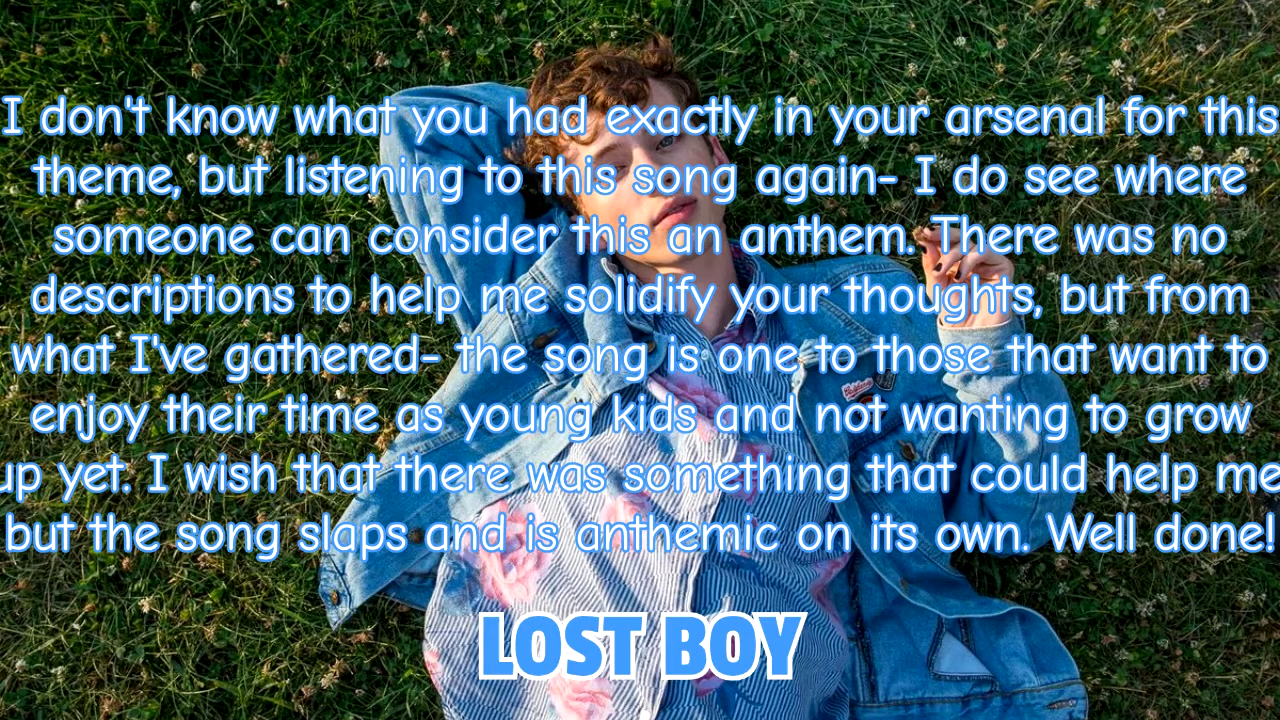 I don't know what you had exactly in your arsenal for this
theme, but listening to this song again- I do see where
someone can consider this an anthem. There was no
descriptions to help me solidify your thoughts, but from
what I've gathered- the song is one to those that want to
enjoy their time as young kids and not wanting to grow
up yet. I wish that there was something that could help me
but the song slaps and is anthemic on its own. Well done!
LOST BOY